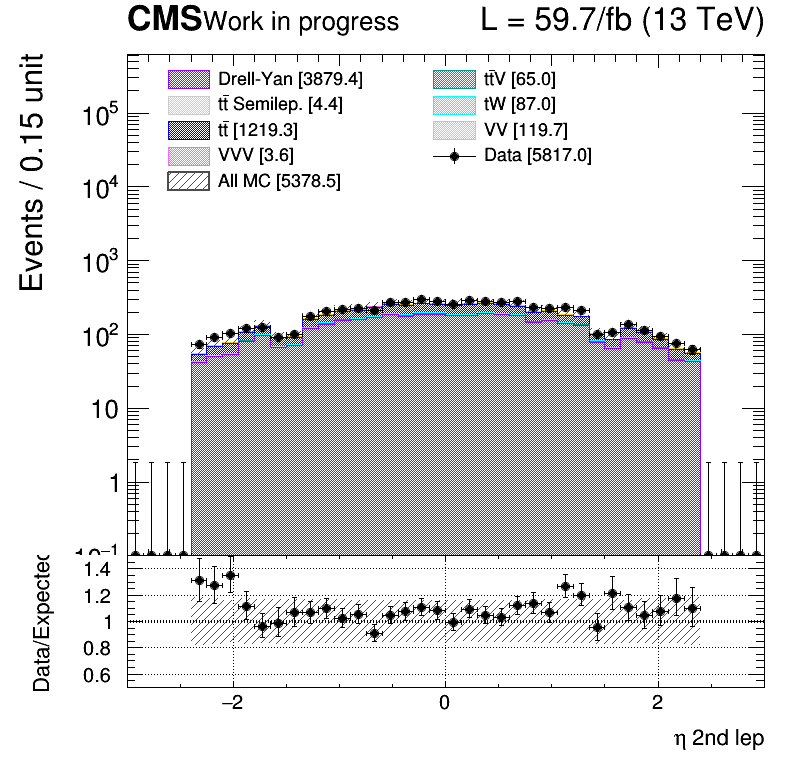 CMS Work in progress L = 59.7/fb (13 TeV)
Events / 0.15 unit
Drell-Yan [3879.4] tt̄V [65.0]
tt̄ Semilep. [4.4] tW [87.0]
tt̄ [1219.3] VV [119.7]
VVV [3.6] Data [5817.0]
All MC [5378.5]
10⁵
10⁴
10³
10²
10
1
10⁻¹
Data/Expected
1.4
1.2
1
0.8
0.6
−2 0 2
η 2nd lep